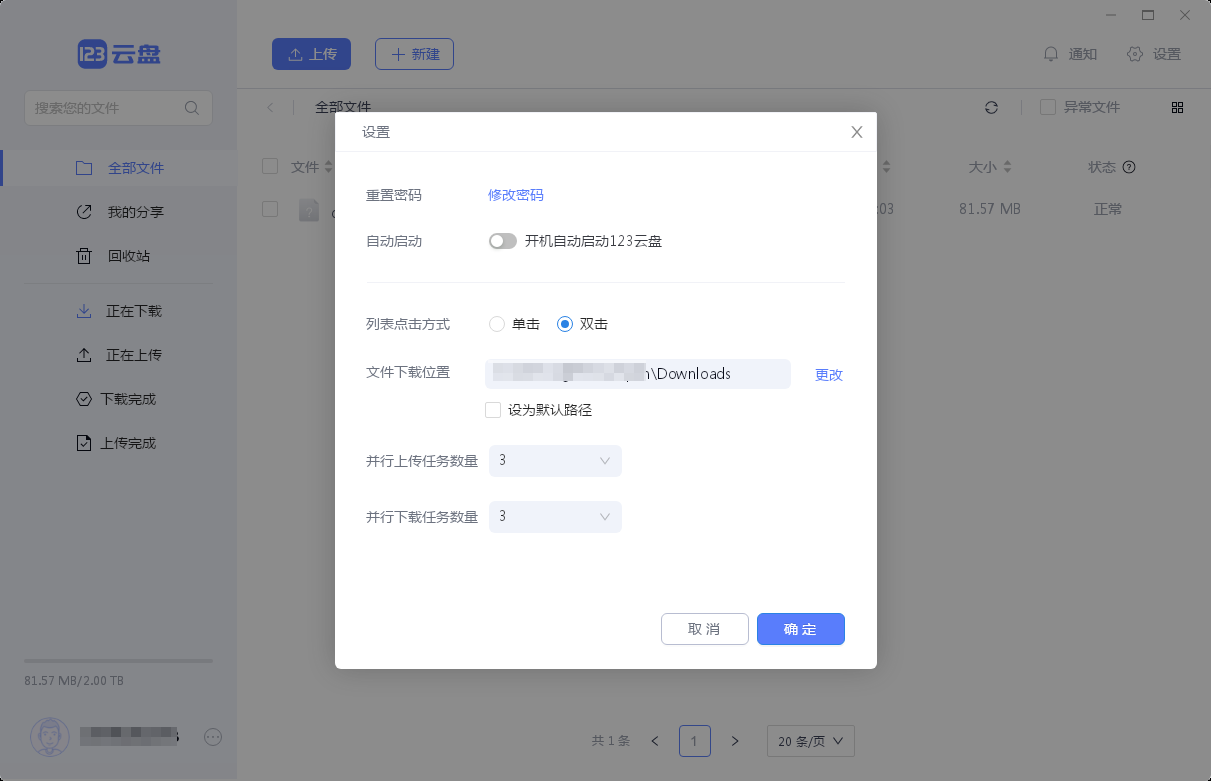 123云盘
上传
新建
通知
设置
搜索您的文件
全部文件
异常文件
设置
全部文件
文件
大小
状态
重置密码
修改密码
我的分享
:03
81.57 MB
正常
自动启动
开机自动启动123云盘
回收站
正在下载
列表点击方式
单击
双击
正在上传
文件下载位置
\Downloads
更改
下载完成
设为默认路径
上传完成
并行上传任务数量
3
并行下载任务数量
3
取消
确定
81.57 MB/2.00 TB
共 1 条
1
20 条/页